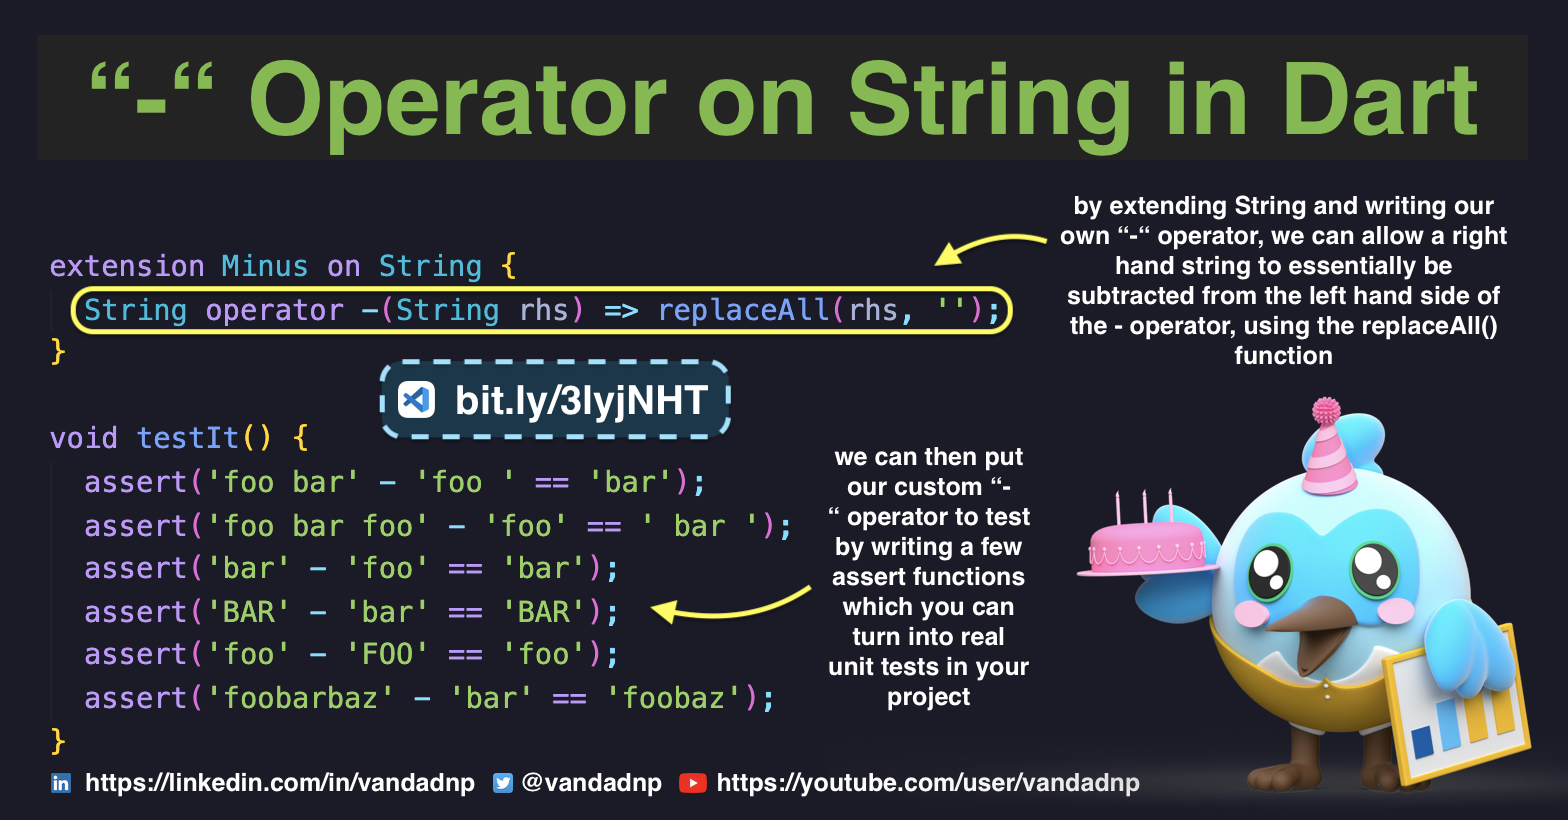 “-“ Operator on String in Dart
by extending String and writing our
own “-“ operator, we can allow a right
hand string to essentially be
subtracted from the left hand side of
the - operator, using the replaceAll()
function
extension Minus on String {
String operator -(String rhs) => replaceAll(rhs, '');
}
bit.ly/3lyjNHT
void testIt() {
assert('foo bar' - 'foo ' == 'bar');
assert('foo bar foo' - 'foo' == ' bar ');
assert('bar' - 'foo' == 'bar');
assert('BAR' - 'bar' == 'BAR');
assert('foo' - 'FOO' == 'foo');
assert('foobarbaz' - 'bar' == 'foobaz');
}
we can then put
our custom “-
“ operator to test
by writing a few
assert functions
which you can
turn into real
unit tests in your
project
https://linkedin.com/in/vandadnp @vandadnp https://youtube.com/user/vandadnp